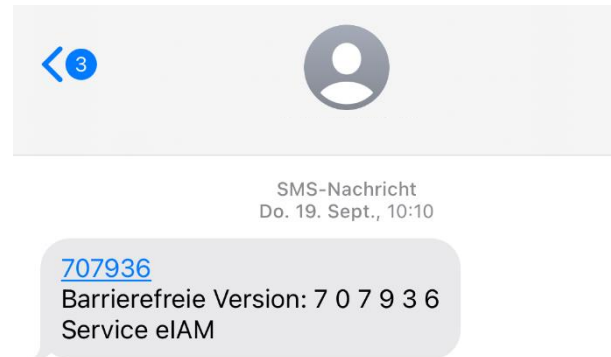 3
SMS-Nachricht
Do. 19. Sept., 10:10
707936
Barrierefreie Version: 7 0 7 9 3 6
Service eIAM